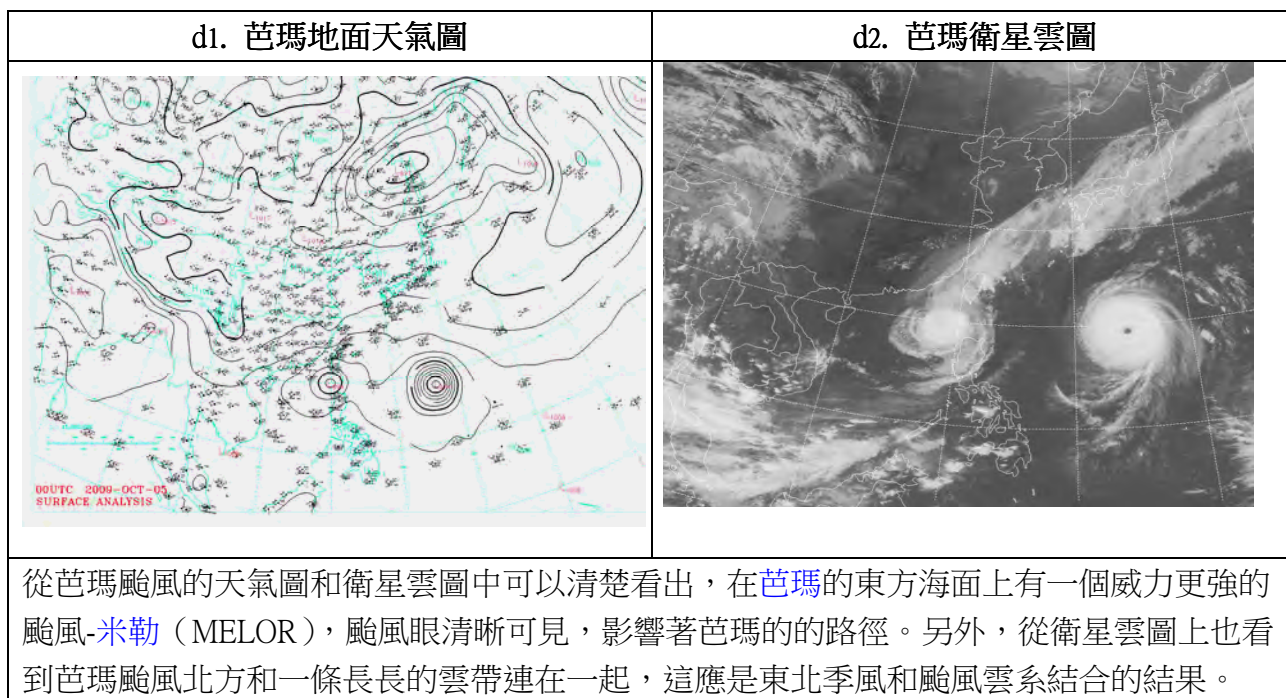 d1. 芭瑪地面天氣圖
d2. 芭瑪衛星雲圖
00UTC 2009-OCT-05
SURFACE ANALYSIS
從芭瑪颱風的天氣圖和衛星雲圖中可以清楚看出，在芭瑪的東方海面上有一個威力更強的
颱風-米勒（MELOR），颱風眼清晰可見，影響著芭瑪的的路徑。另外，從衛星雲圖上也看
到芭瑪颱風北方和一條長長的雲帶連在一起，這應是東北季風和颱風雲系結合的結果。